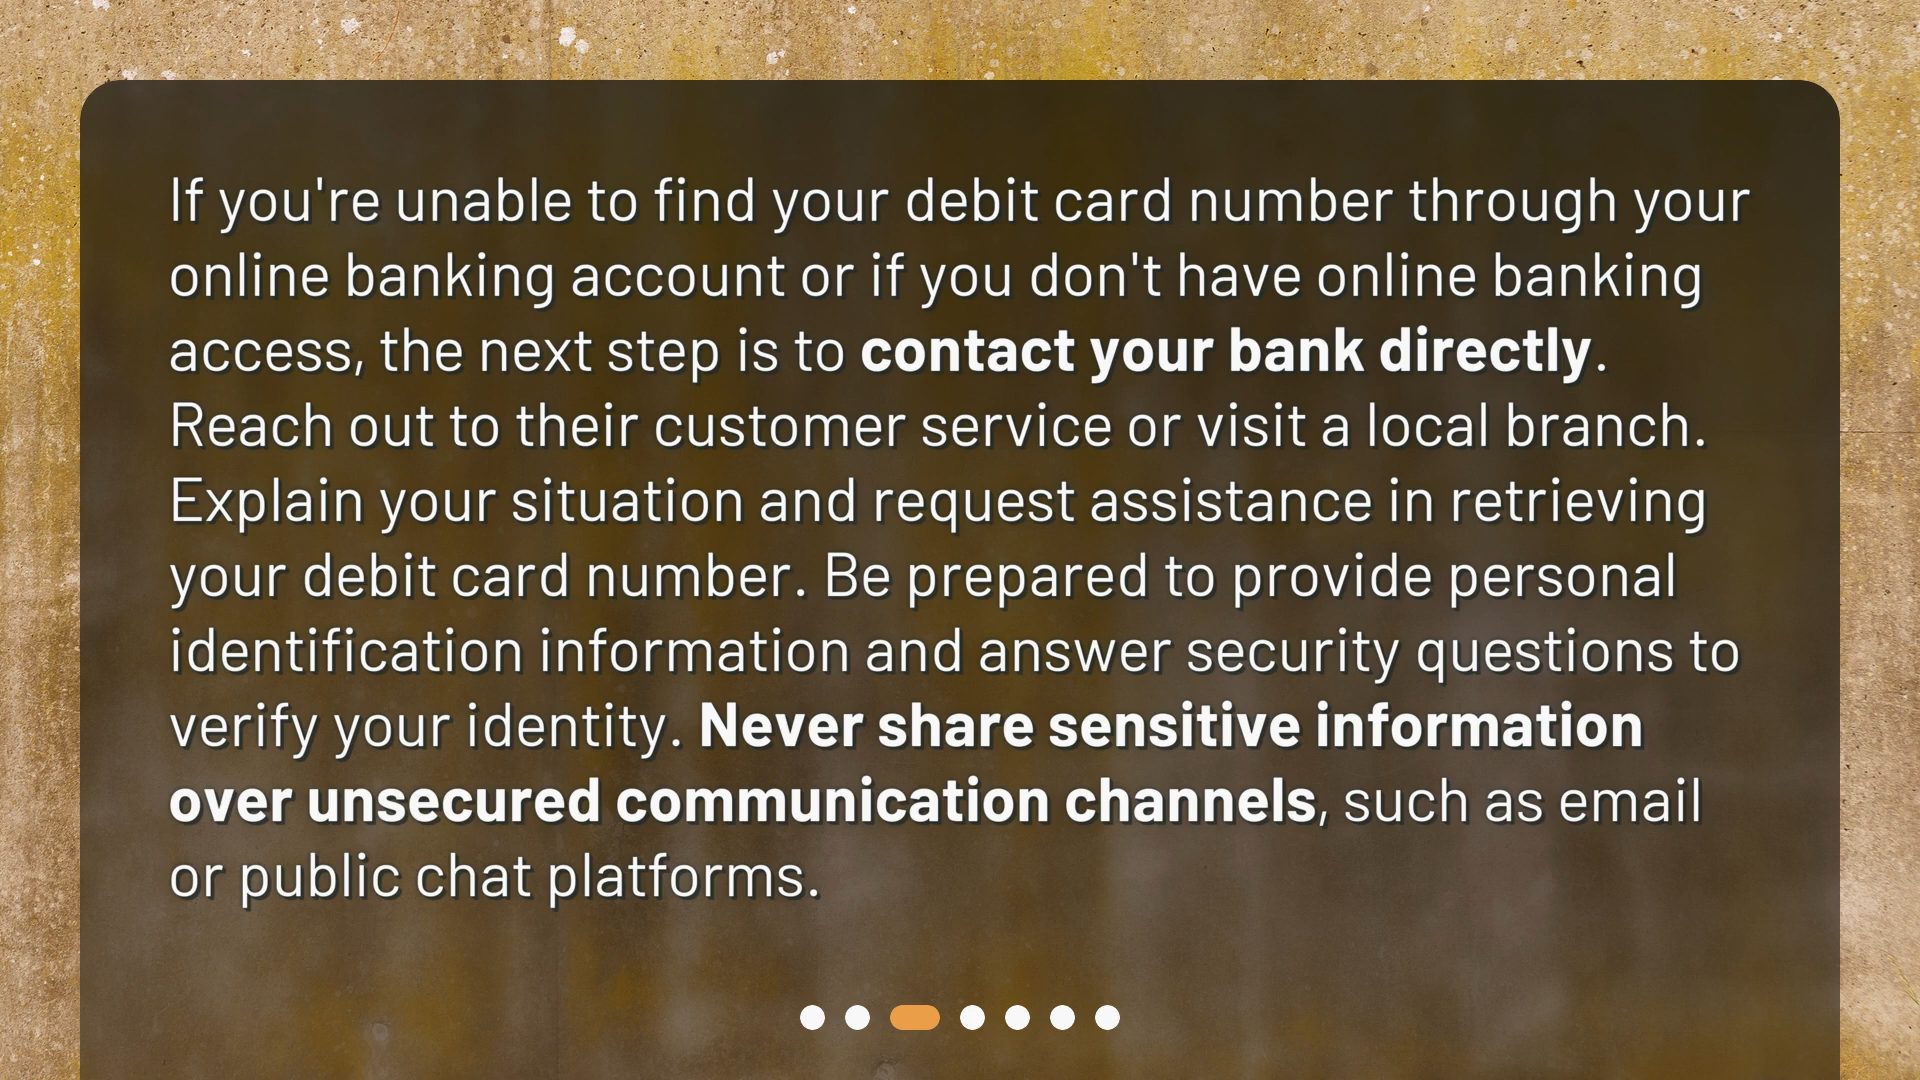 If you're unable to find your debit card number through your
online banking account or if you don't have online banking
access, the next step is to contact your bank directly.
Reach out to their customer service or visit a local branch.
Explain your situation and request assistance in retrieving
your debit card number. Be prepared to provide personal
identification information and answer security questions to
verify your identity. Never share sensitive information
over unsecured communication channels, such as email
or public chat platforms.